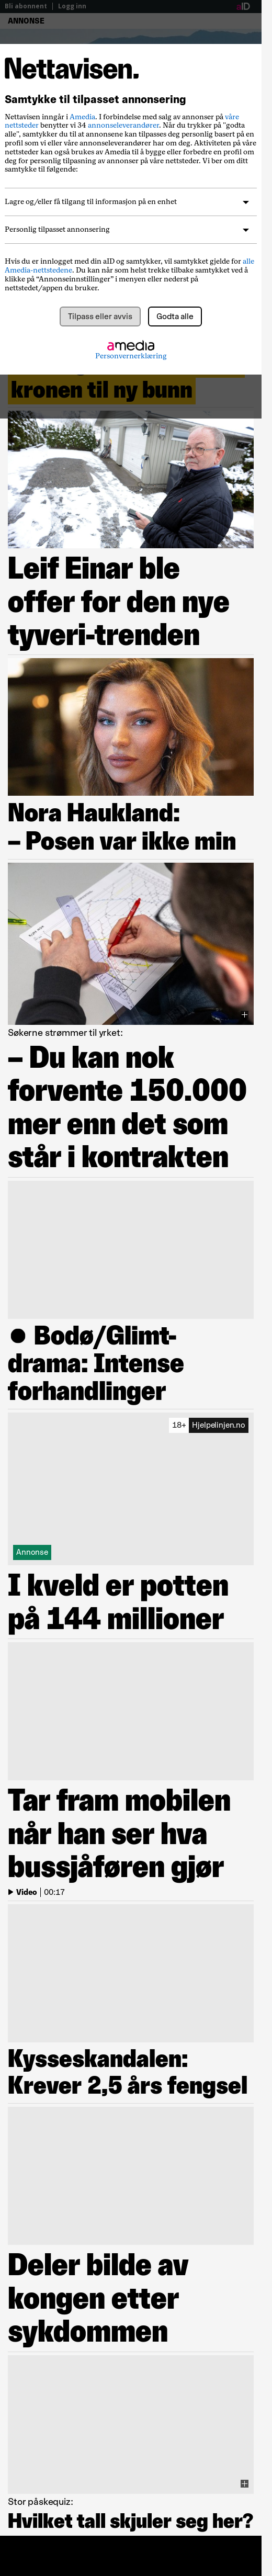 Bli abonnent | Logg inn
aID
ANNONSE
Nettavisen.
Samtykke til tilpasset annonsering
Nettavisen inngår i Amedia. I forbindelse med salg av annonser på våre
nettsteder benytter vi 34 annonseleverandører. Når du trykker på "godta
alle", samtykker du til at annonsene kan tilpasses deg personlig basert på en
profil som vi eller våre annonseleverandører har om deg. Aktiviteten på våre
nettsteder kan også brukes av Amedia til å bygge eller forbedre en profil om
deg for personlig tilpasning av annonser på våre nettsteder. Vi ber om ditt
samtykke til følgende:
Lagre og/eller få tilgang til informasjon på en enhet
Personlig tilpasset annonsering
Hvis du er innlogget med din aID og samtykker, vil samtykket gjelde for alle
Amedia-nettstedene. Du kan når som helst trekke tilbake samtykket ved å
klikke på “Annonseinnstillinger” i menyen eller nederst på
nettstedet/appen du bruker.
Tilpass eller avvis
Godta alle
amedia
Personvernerklæring
kronen til ny bunn
Leif Einar ble
offer for den nye
tyveri-trenden
Nora Haukland:
– Posen var ikke min
Søkerne strømmer til yrket:
– Du kan nok
forvente 150.000
mer enn det som
står i kontrakten
● Bodø/Glimt-
drama: Intense
forhandlinger
18+ Hjelpelinjen.no
Annonse
I kveld er potten
på 144 millioner
Tar fram mobilen
når han ser hva
bussjåføren gjør
Video | 00:17
Kysseskandalen:
Krever 2,5 års fengsel
Deler bilde av
kongen etter
sykdommen
Stor påskequiz:
Hvilket tall skjuler seg her?